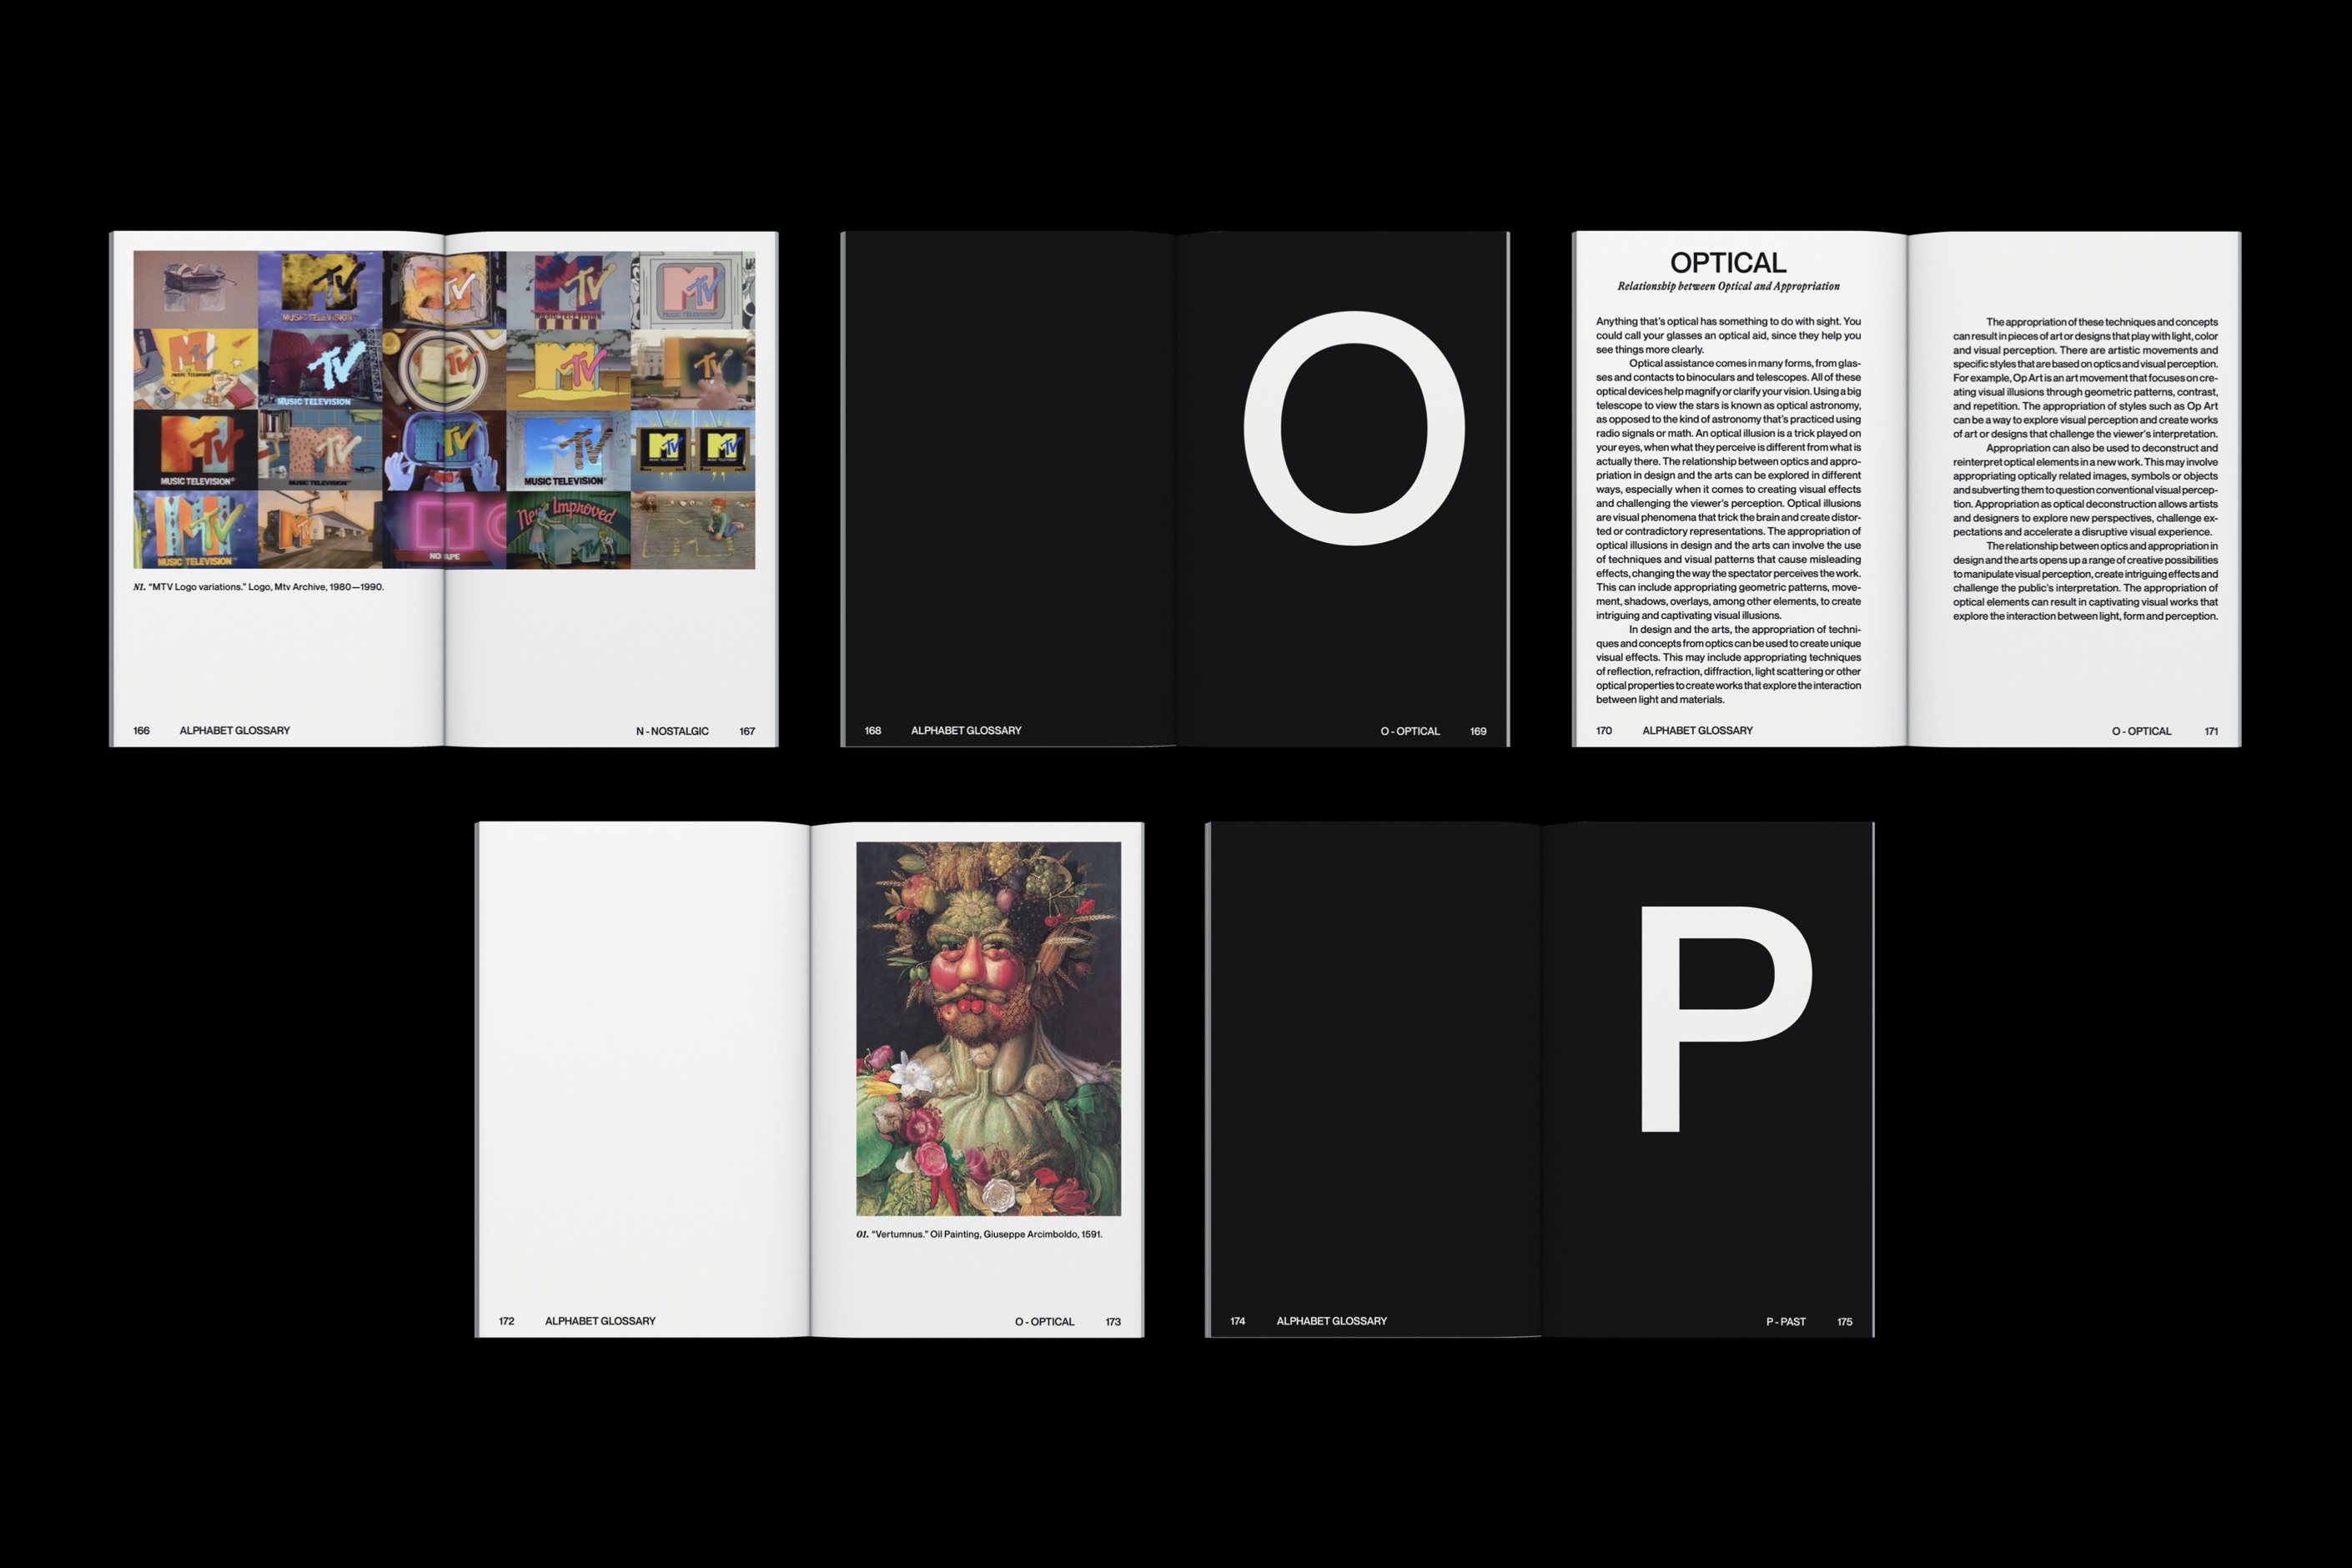 MTV
MUSIC TELEVISION
MTV
MTV
MUSIC TELEVISION
MTV
MUSIC TELEVISION
MTV
MTV
MUSIC TELEVISION
TV
MTV
TV
MTV
MUSIC TELEVISION
MTV
MUSIC TELEVISION
MTV
MTV
MUSIC TELEVISION
MTV
MTV
MTV
MUSIC TELEVISION
MTV
New Improved
M
N1. “MTV Logo variations.” Logo, Mtv Archive, 1980—1990.
166 ALPHABET GLOSSARY
N - NOSTALGIC 167
O
168 ALPHABET GLOSSARY
O - OPTICAL 169
OPTICAL
Relationship between Optical and Appropriation
Anything that’s optical has something to do with sight. You
could call your glasses an optical aid, since they help you
see things more clearly.
Optical assistance comes in many forms, from glas-
ses and contacts to binoculars and telescopes. All of these
optical devices help magnify or clarify your vision. Using a big
telescope to view the stars is known as optical astronomy,
as opposed to the kind of astronomy that’s practiced using
radio signals or math. An optical illusion is a trick played on
your eyes, when what they perceive is different from what is
actually there. The relationship between optics and appro-
priation in design and the arts can be explored in different
ways, especially when it comes to creating visual effects
and challenging the viewer’s perception. Optical illusions
are visual phenomena that trick the brain and create distor-
ted or contradictory representations. The appropriation of
optical illusions in design and the arts can involve the use
of techniques and visual patterns that cause misleading
effects, changing the way the spectator perceives the work.
This can include appropriating geometric patterns, move-
ment, shadows, overlays, among other elements, to create
intriguing and captivating visual illusions.
In design and the arts, the appropriation of techni-
ques and concepts from optics can be used to create unique
visual effects. This may include appropriating techniques
of reflection, refraction, diffraction, light scattering or other
optical properties to create works that explore the interaction
between light and materials.
170 ALPHABET GLOSSARY
The appropriation of these techniques and concepts
can result in pieces of art or designs that play with light, color
and visual perception. There are artistic movements and
specific styles that are based on optics and visual perception.
For example, Op Art is an art movement that focuses on cre-
ating visual illusions through geometric patterns, contrast,
and repetition. The appropriation of styles such as Op Art
can be a way to explore visual perception and create works
of art or designs that challenge the viewer’s interpretation.
Appropriation can also be used to deconstruct and
reinterpret optical elements in a new work. This may involve
appropriating optically related images, symbols or objects
and subverting them to question conventional visual percep-
tion. Appropriation as optical deconstruction allows artists
and designers to explore new perspectives, challenge ex-
pectations and accelerate a disruptive visual experience.
The relationship between optics and appropriation in
design and the arts opens up a range of creative possibilities
to manipulate visual perception, create intriguing effects and
challenge the public’s interpretation. The appropriation of
optical elements can result in captivating visual works that
explore the interaction between light, form and perception.
O - OPTICAL 171
172 ALPHABET GLOSSARY
O1. “Vertumnus.” Oil Painting, Giuseppe Arcimboldo, 1591.
O - OPTICAL 173
P
174 ALPHABET GLOSSARY
P - PAST 175